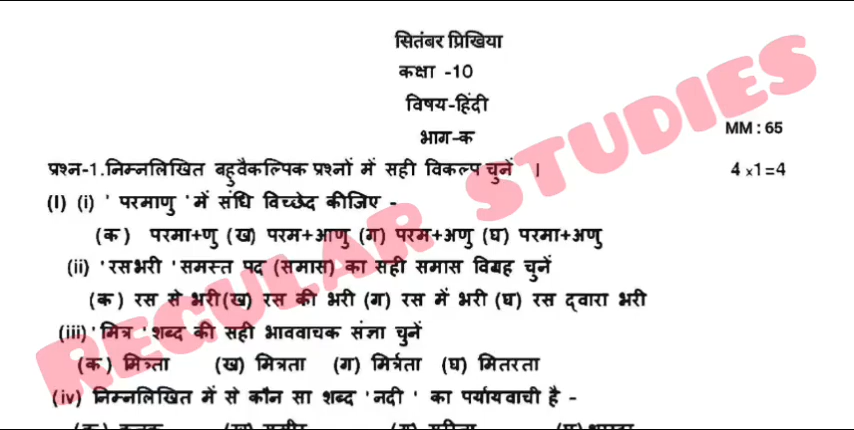 सितंबर प्रिखिया
कक्षा -10
विषय-हिंदी
भाग-क
MM : 65
प्रश्न-1.निम्नलिखित बहुवैकल्पिक प्रश्नों में सही विकल्प चुनें । 4 x1=4
(I) (i) ' परमाणु 'में संधि विच्छेद कीजिए -
(क ) परमा+णु (ख) परम+आणु (ग) परम+अणु (घ) परमा+अणु
(ii) 'रसभरी 'समस्त पद (समास) का सही समास विग्रह चुनें
(क ) रस से भरी(ख) रस की भरी (ग) रस में भरी (घ) रस द्वारा भरी
(iii) ' मित्र 'शब्द की सही भाववाचक संज्ञा चुनें
(क ) मित्र्ता (ख) मित्रता (ग) मिर्त्रता (घ) मितरता
(iv) निम्नलिखित में से कौन सा शब्द 'नदी ' का पर्यायवाची है -
REGULAR STUDIES